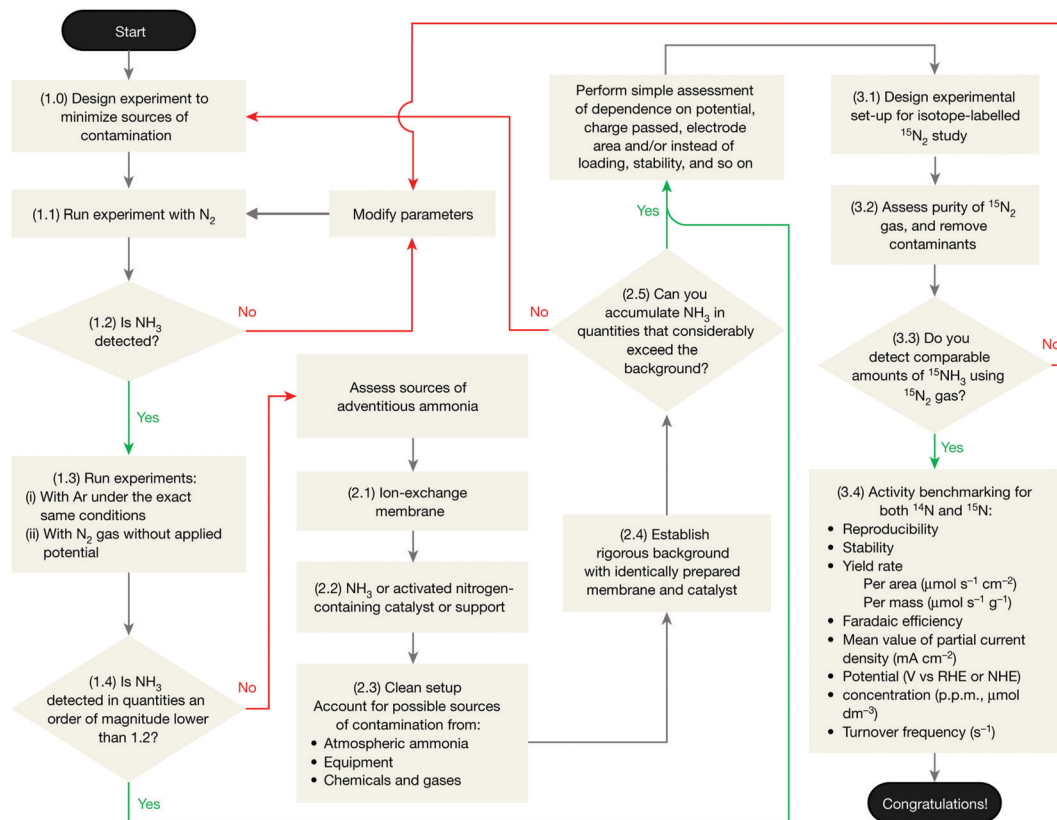 Start
(1.0) Design experiment to
minimize sources of
contamination
(1.1) Run experiment with N₂
Modify parameters
(1.2) Is NH₃
detected?
No
Yes
(1.3) Run experiments:
(i) With Ar under the exact
same conditions
(ii) With N₂ gas without applied
potential
(1.4) Is NH₃
detected in quantities an
order of magnitude lower
than 1.2?
No
Yes
Assess sources of
adventitious ammonia
(2.1) Ion-exchange
membrane
(2.2) NH₃ or activated nitrogen-
containing catalyst or support
(2.3) Clean setup
Account for possible sources
of contamination from:
• Atmospheric ammonia
• Equipment
• Chemicals and gases
(2.4) Establish
rigorous background
with identically prepared
membrane and catalyst
(2.5) Can you
accumulate NH₃ in
quantities that considerably
exceed the
background?
No
Yes
Perform simple assessment
of dependence on potential,
charge passed, electrode
area and/or instead of
loading, stability, and so on
(3.1) Design experimental
set-up for isotope-labelled
¹⁵N₂ study
(3.2) Assess purity of ¹⁵N₂
gas, and remove
contaminants
(3.3) Do you
detect comparable
amounts of ¹⁵NH₃ using
¹⁵N₂ gas?
No
Yes
(3.4) Activity benchmarking for
both ¹⁴N and ¹⁵N:
• Reproducibility
• Stability
• Yield rate
Per area (µmol s⁻¹ cm⁻²)
Per mass (µmol s⁻¹ g⁻¹)
• Faradaic efficiency
• Mean value of partial current
density (mA cm⁻²)
• Potential (V vs RHE or NHE)
• concentration (p.p.m., µmol
dm⁻³)
• Turnover frequency (s⁻¹)
Congratulations!